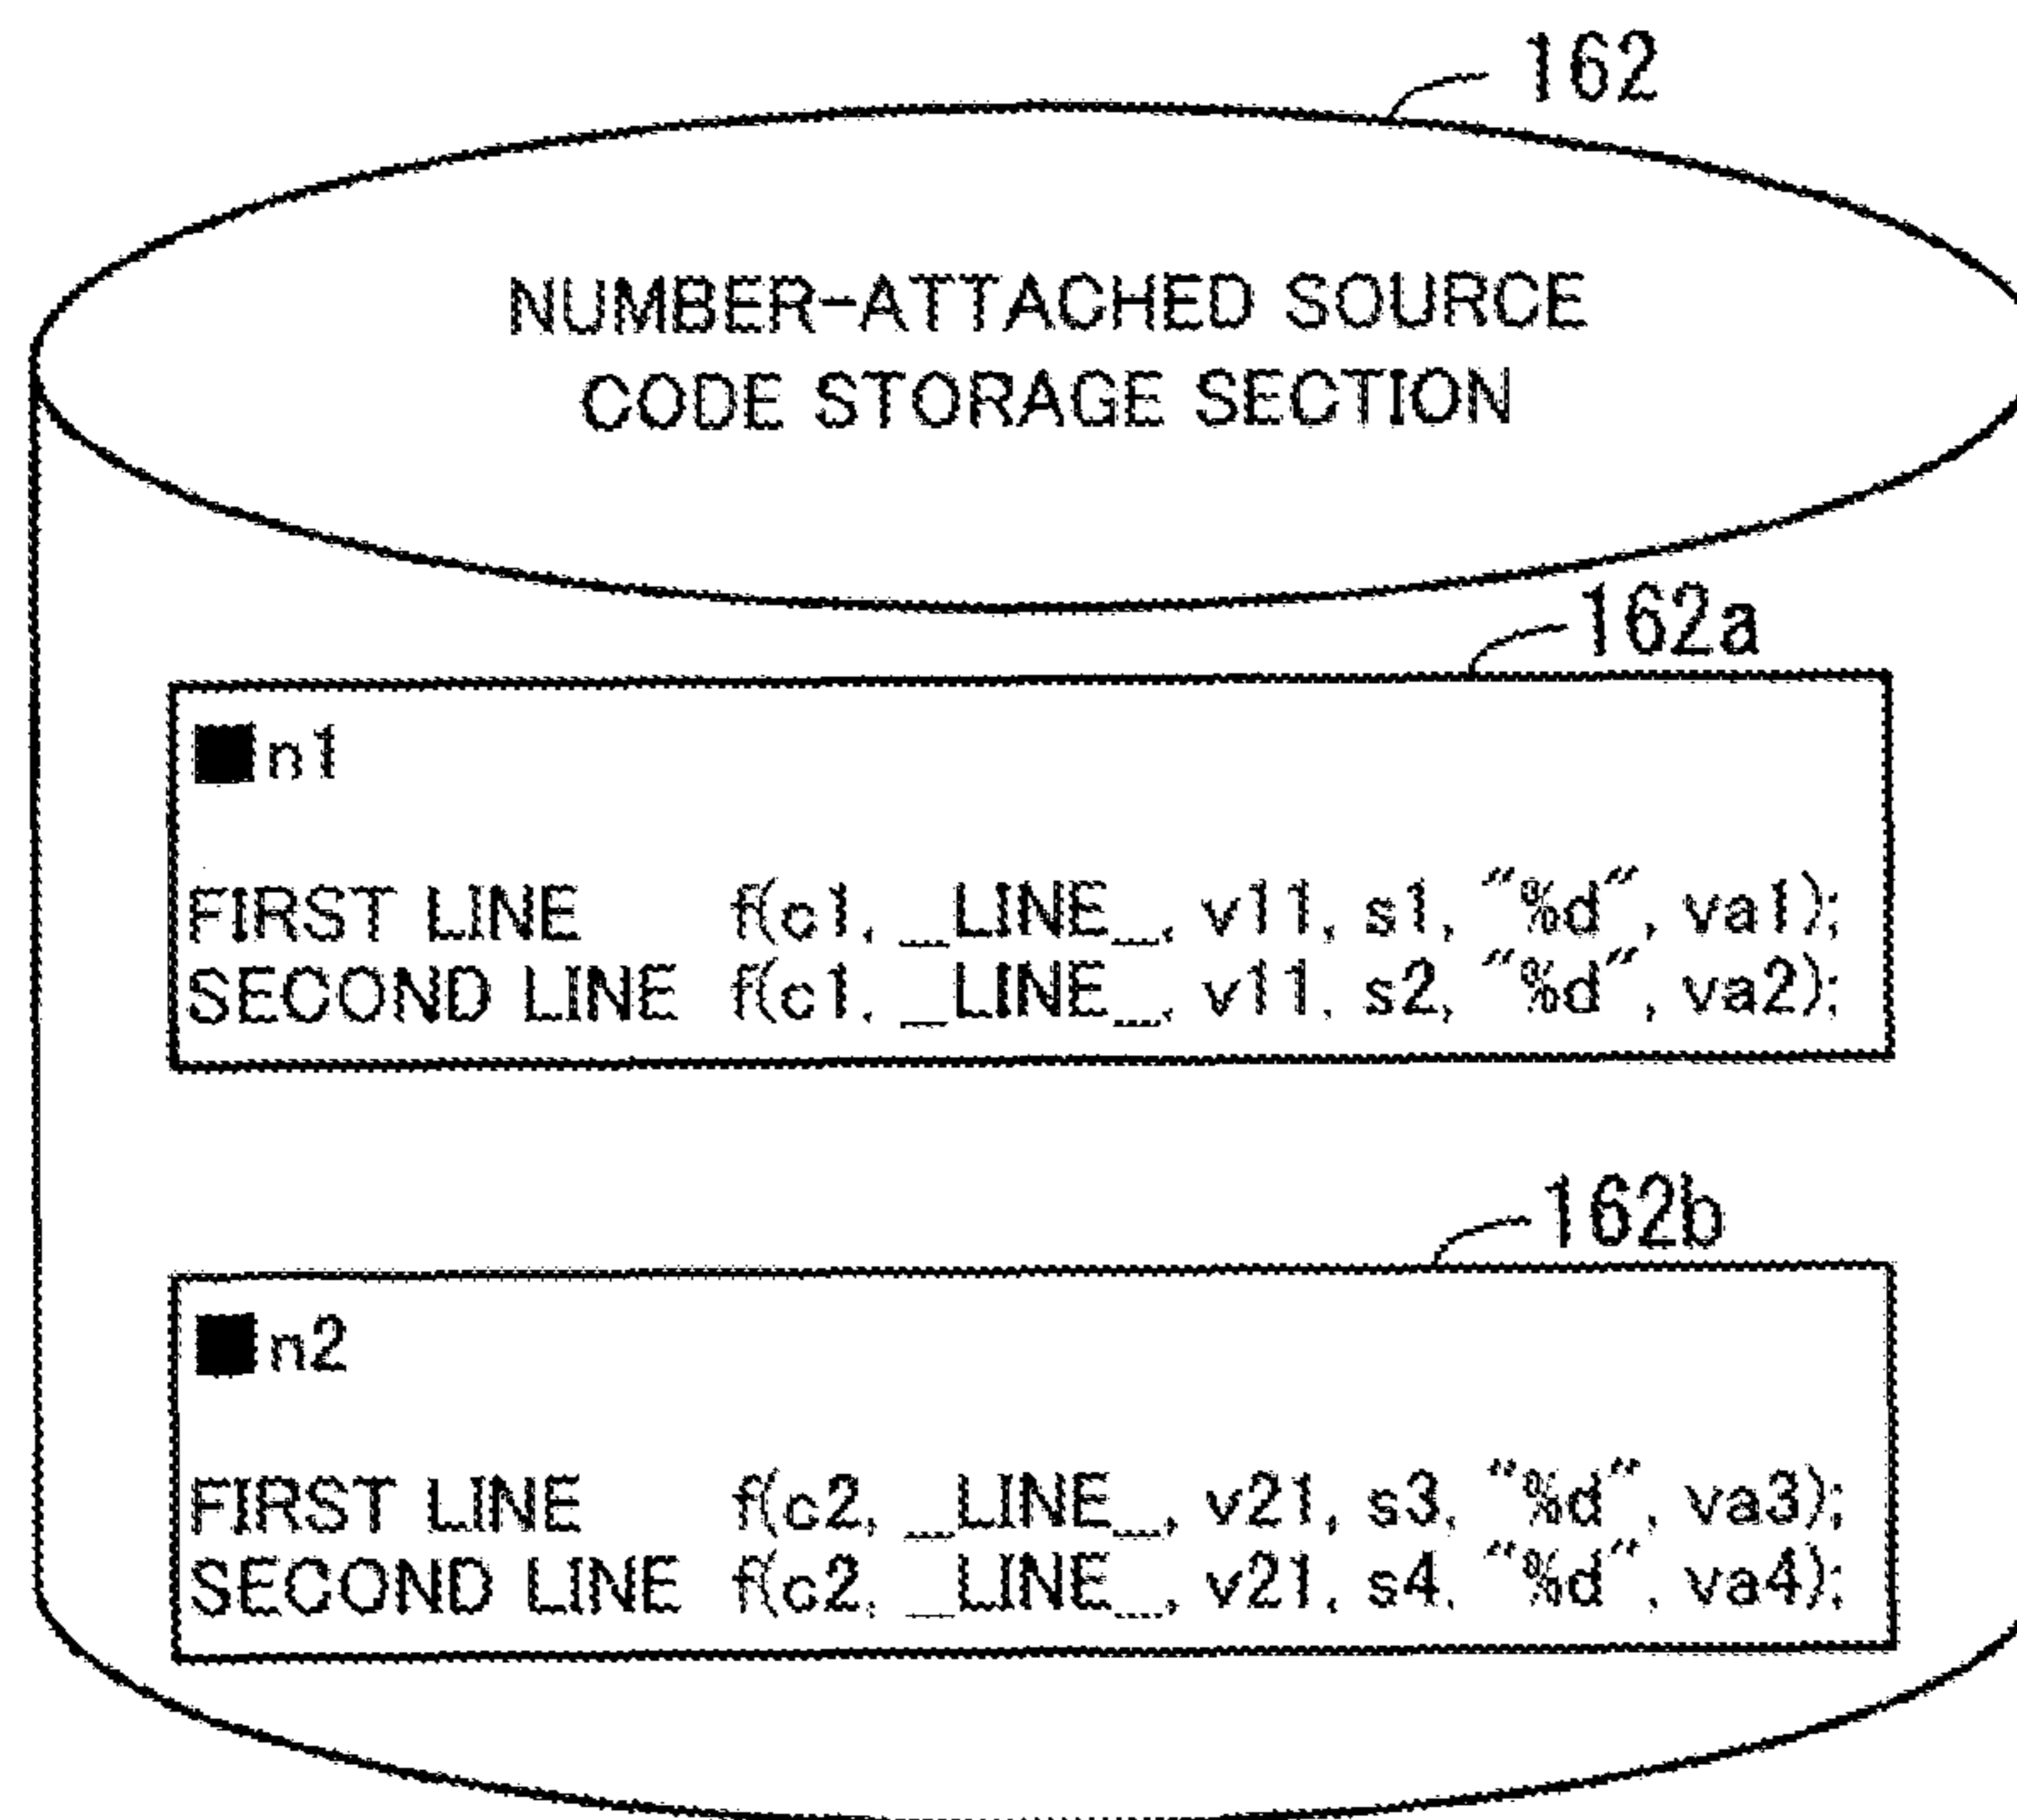 162
NUMBER-ATTACHED SOURCE
CODE STORAGE SECTION
162a
■n1
FIRST LINE f(c1, _LINE_, v11, s1, "%d", va1);
SECOND LINE f(c1, _LINE_, v11, s2, "%d", va2);
162b
■n2
FIRST LINE f(c2, _LINE_, v21, s3, "%d", va3);
SECOND LINE f(c2, _LINE_, v21, s4, "%d", va4);